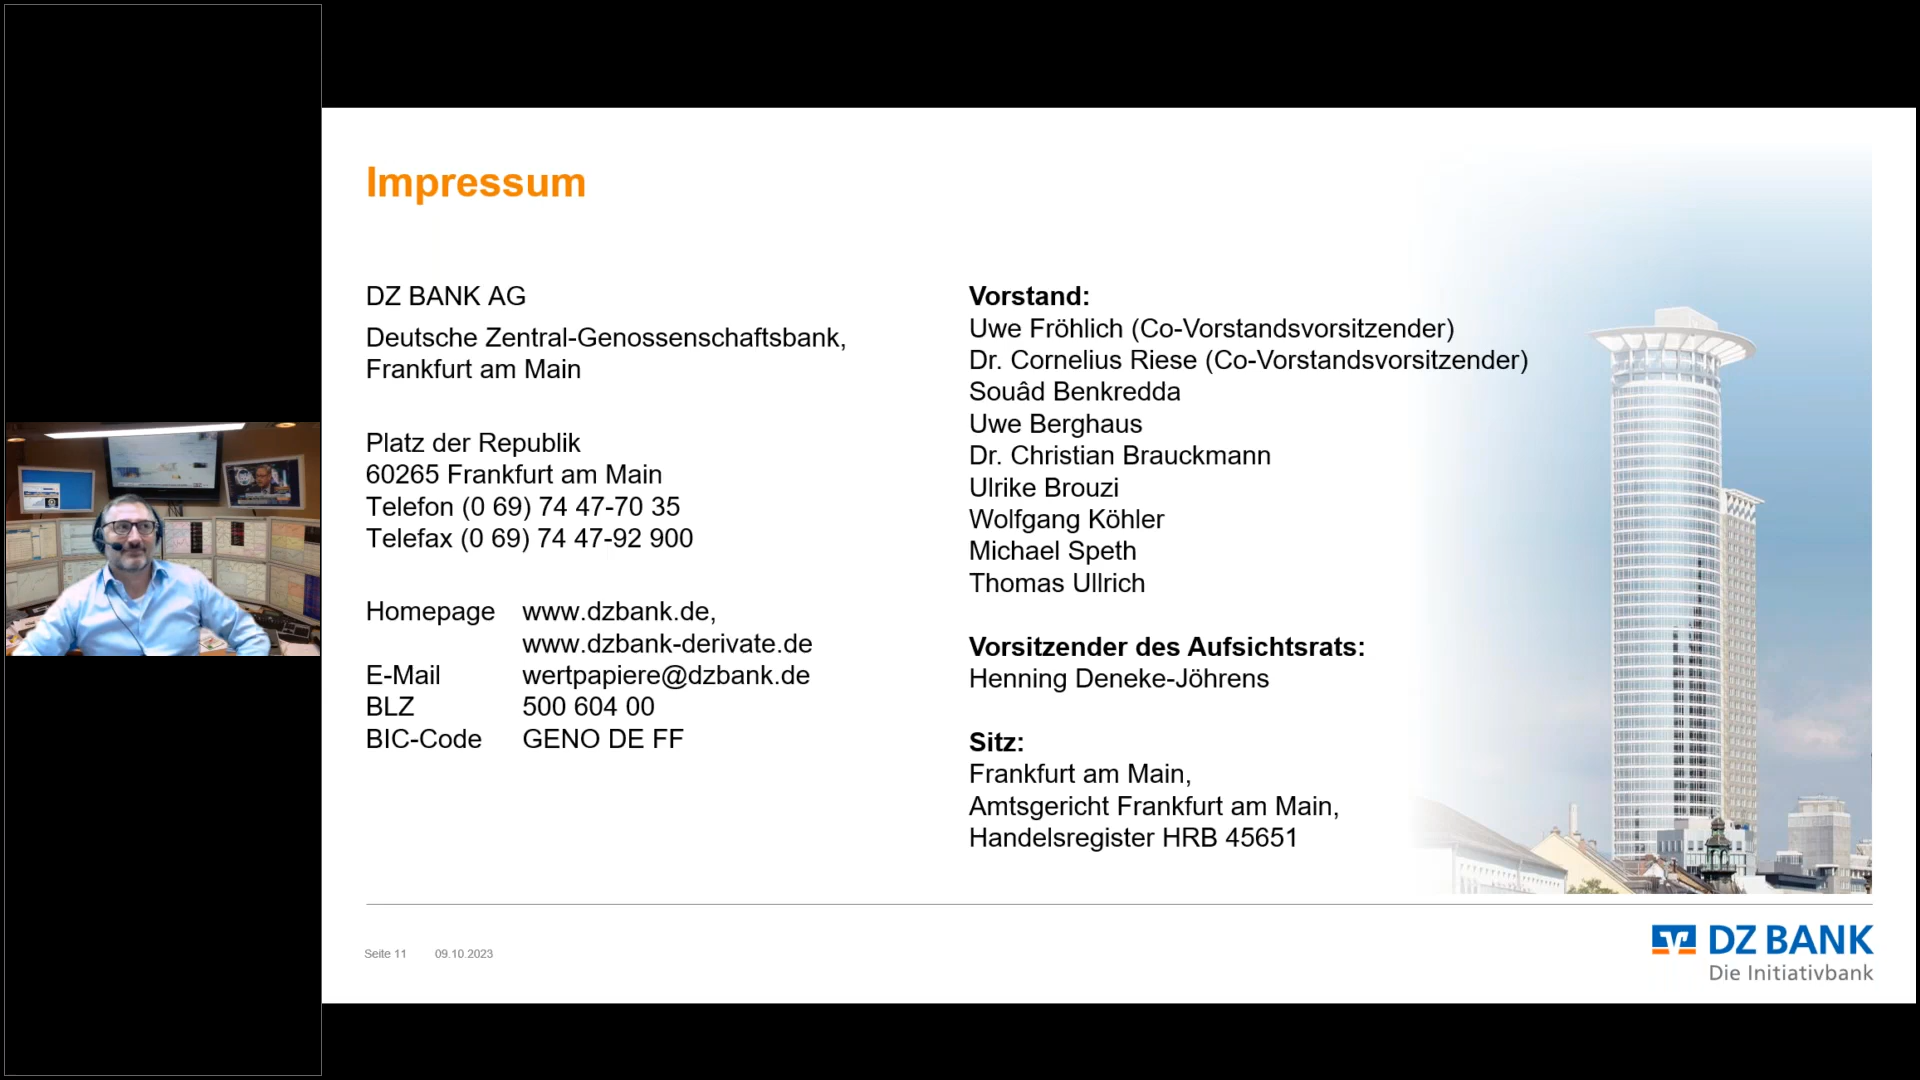 Impressum
DZ BANK AG
Deutsche Zentral-Genossenschaftsbank,
Frankfurt am Main
Platz der Republik
60265 Frankfurt am Main
Telefon (0 69) 74 47-70 35
Telefax (0 69) 74 47-92 900
Homepage www.dzbank.de,
www.dzbank-derivate.de
E-Mail wertpapiere@dzbank.de
BLZ 500 604 00
BIC-Code GENO DE FF
Vorstand:
Uwe Fröhlich (Co-Vorstandsvorsitzender)
Dr. Cornelius Riese (Co-Vorstandsvorsitzender)
Souâd Benkredda
Uwe Berghaus
Dr. Christian Brauckmann
Ulrike Brouzi
Wolfgang Köhler
Michael Speth
Thomas Ullrich
Vorsitzender des Aufsichtsrats:
Henning Deneke-Jöhrens
Sitz:
Frankfurt am Main,
Amtsgericht Frankfurt am Main,
Handelsregister HRB 45651
Seite 11 09.10.2023
DZ BANK
Die Initiativbank